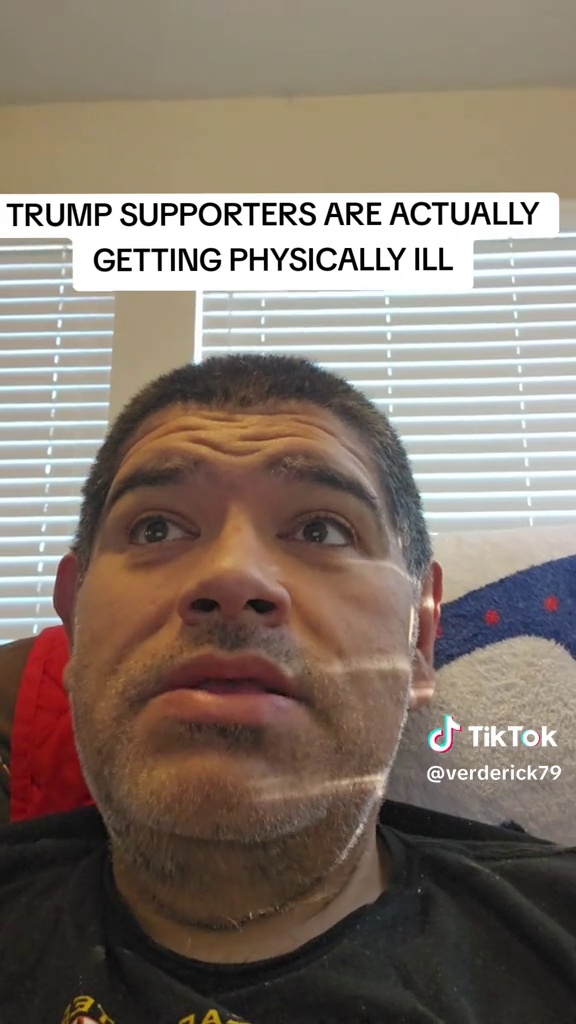 TRUMP SUPPORTERS ARE ACTUALLY
GETTING PHYSICALLY ILL
TikTok
@verderick79